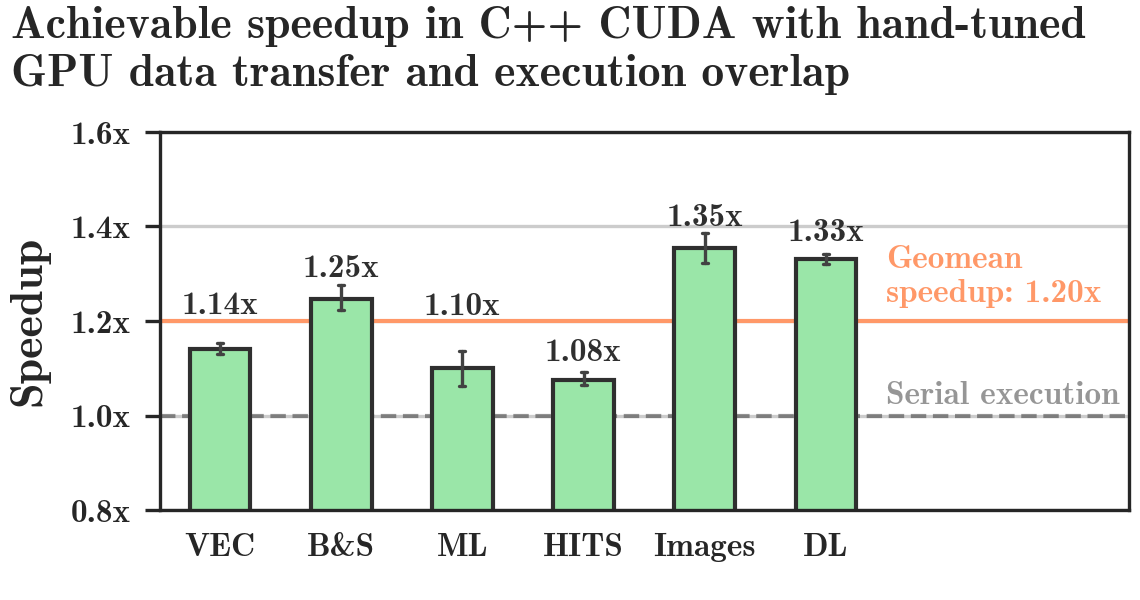 Achievable speedup in C++ CUDA with hand-tuned
GPU data transfer and execution overlap
1.6x
1.4x
1.2x
1.0x
0.8x
Speedup
1.14x
1.25x
1.10x
1.08x
1.35x
1.33x
Geomean
speedup: 1.20x
Serial execution
VEC
B&S
ML
HITS
Images
DL